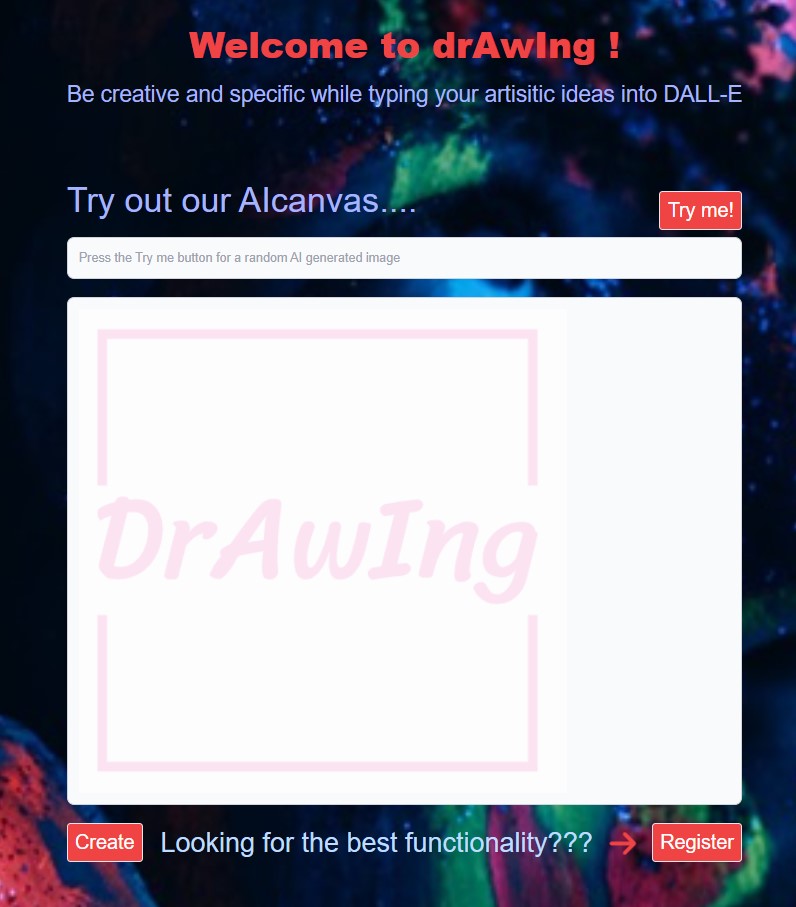 Welcome to drAwIng !
Be creative and specific while typing your artisitic ideas into DALL-E
Try out our AIcanvas....
Try me!
Press the Try me button for a random AI generated image
DrAwIng
Create
Looking for the best functionality???
Register